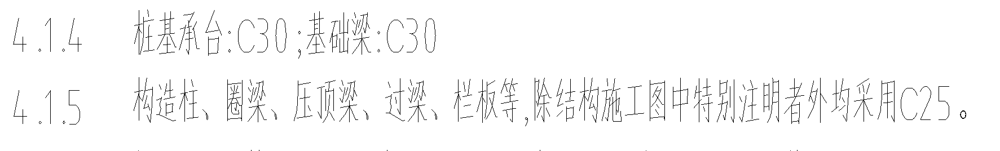 4.1.4 桩基承台:C30;基础梁:C30
4.1.5 构造柱、圈梁、压顶梁、过梁、栏板等,除结构施工图中特别注明者外均采用C25。